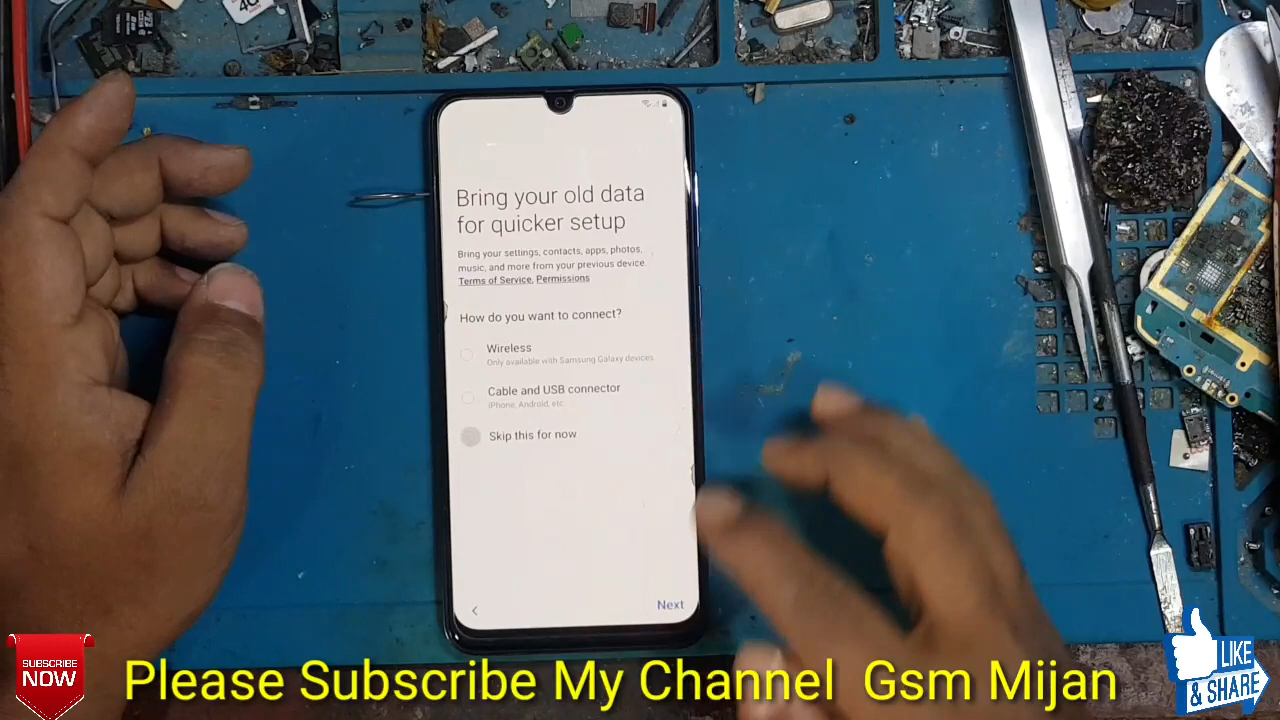 4G
Bring your old data
for quicker setup
Bring your settings, contacts, apps, photos,
music, and more from your previous device.
Terms of Service, Permissions
How do you want to connect?
Wireless
Only available with Samsung Galaxy devices.
Cable and USB connector
iPhone, Android, etc.
Skip this for now
Next
SUBSCRIBE
NOW
Please Subscribe My Channel Gsm Mijan
LIKE
& SHARE